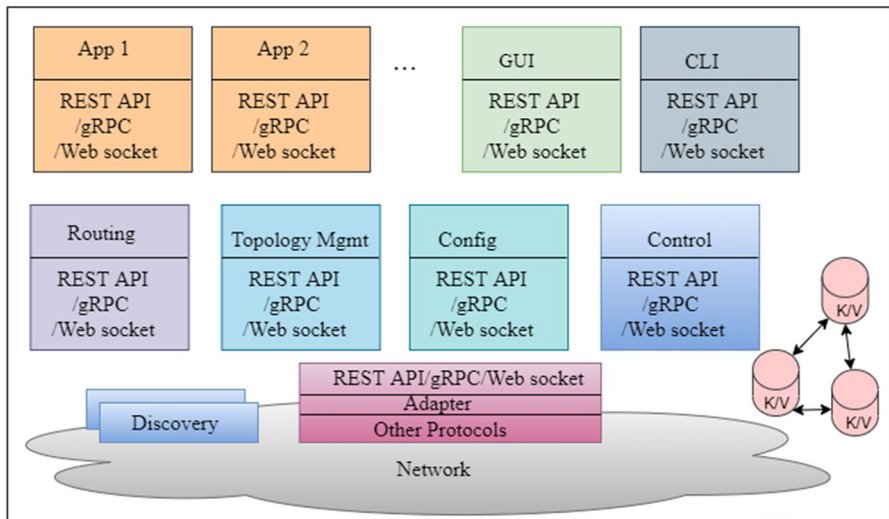 App 1
REST API
/gRPC
/Web socket
App 2
REST API
/gRPC
/Web socket
...
GUI
REST API
/gRPC
/Web socket
CLI
REST API
/gRPC
/Web socket
Routing
REST API
/gRPC
/Web socket
Topology Mgmt
REST API
/gRPC
/Web socket
Config
REST API
/gRPC
/Web socket
Control
REST API
/gRPC
/Web socket
K/V
K/V
K/V
REST API/gRPC/Web socket
Adapter
Other Protocols
Discovery
Network